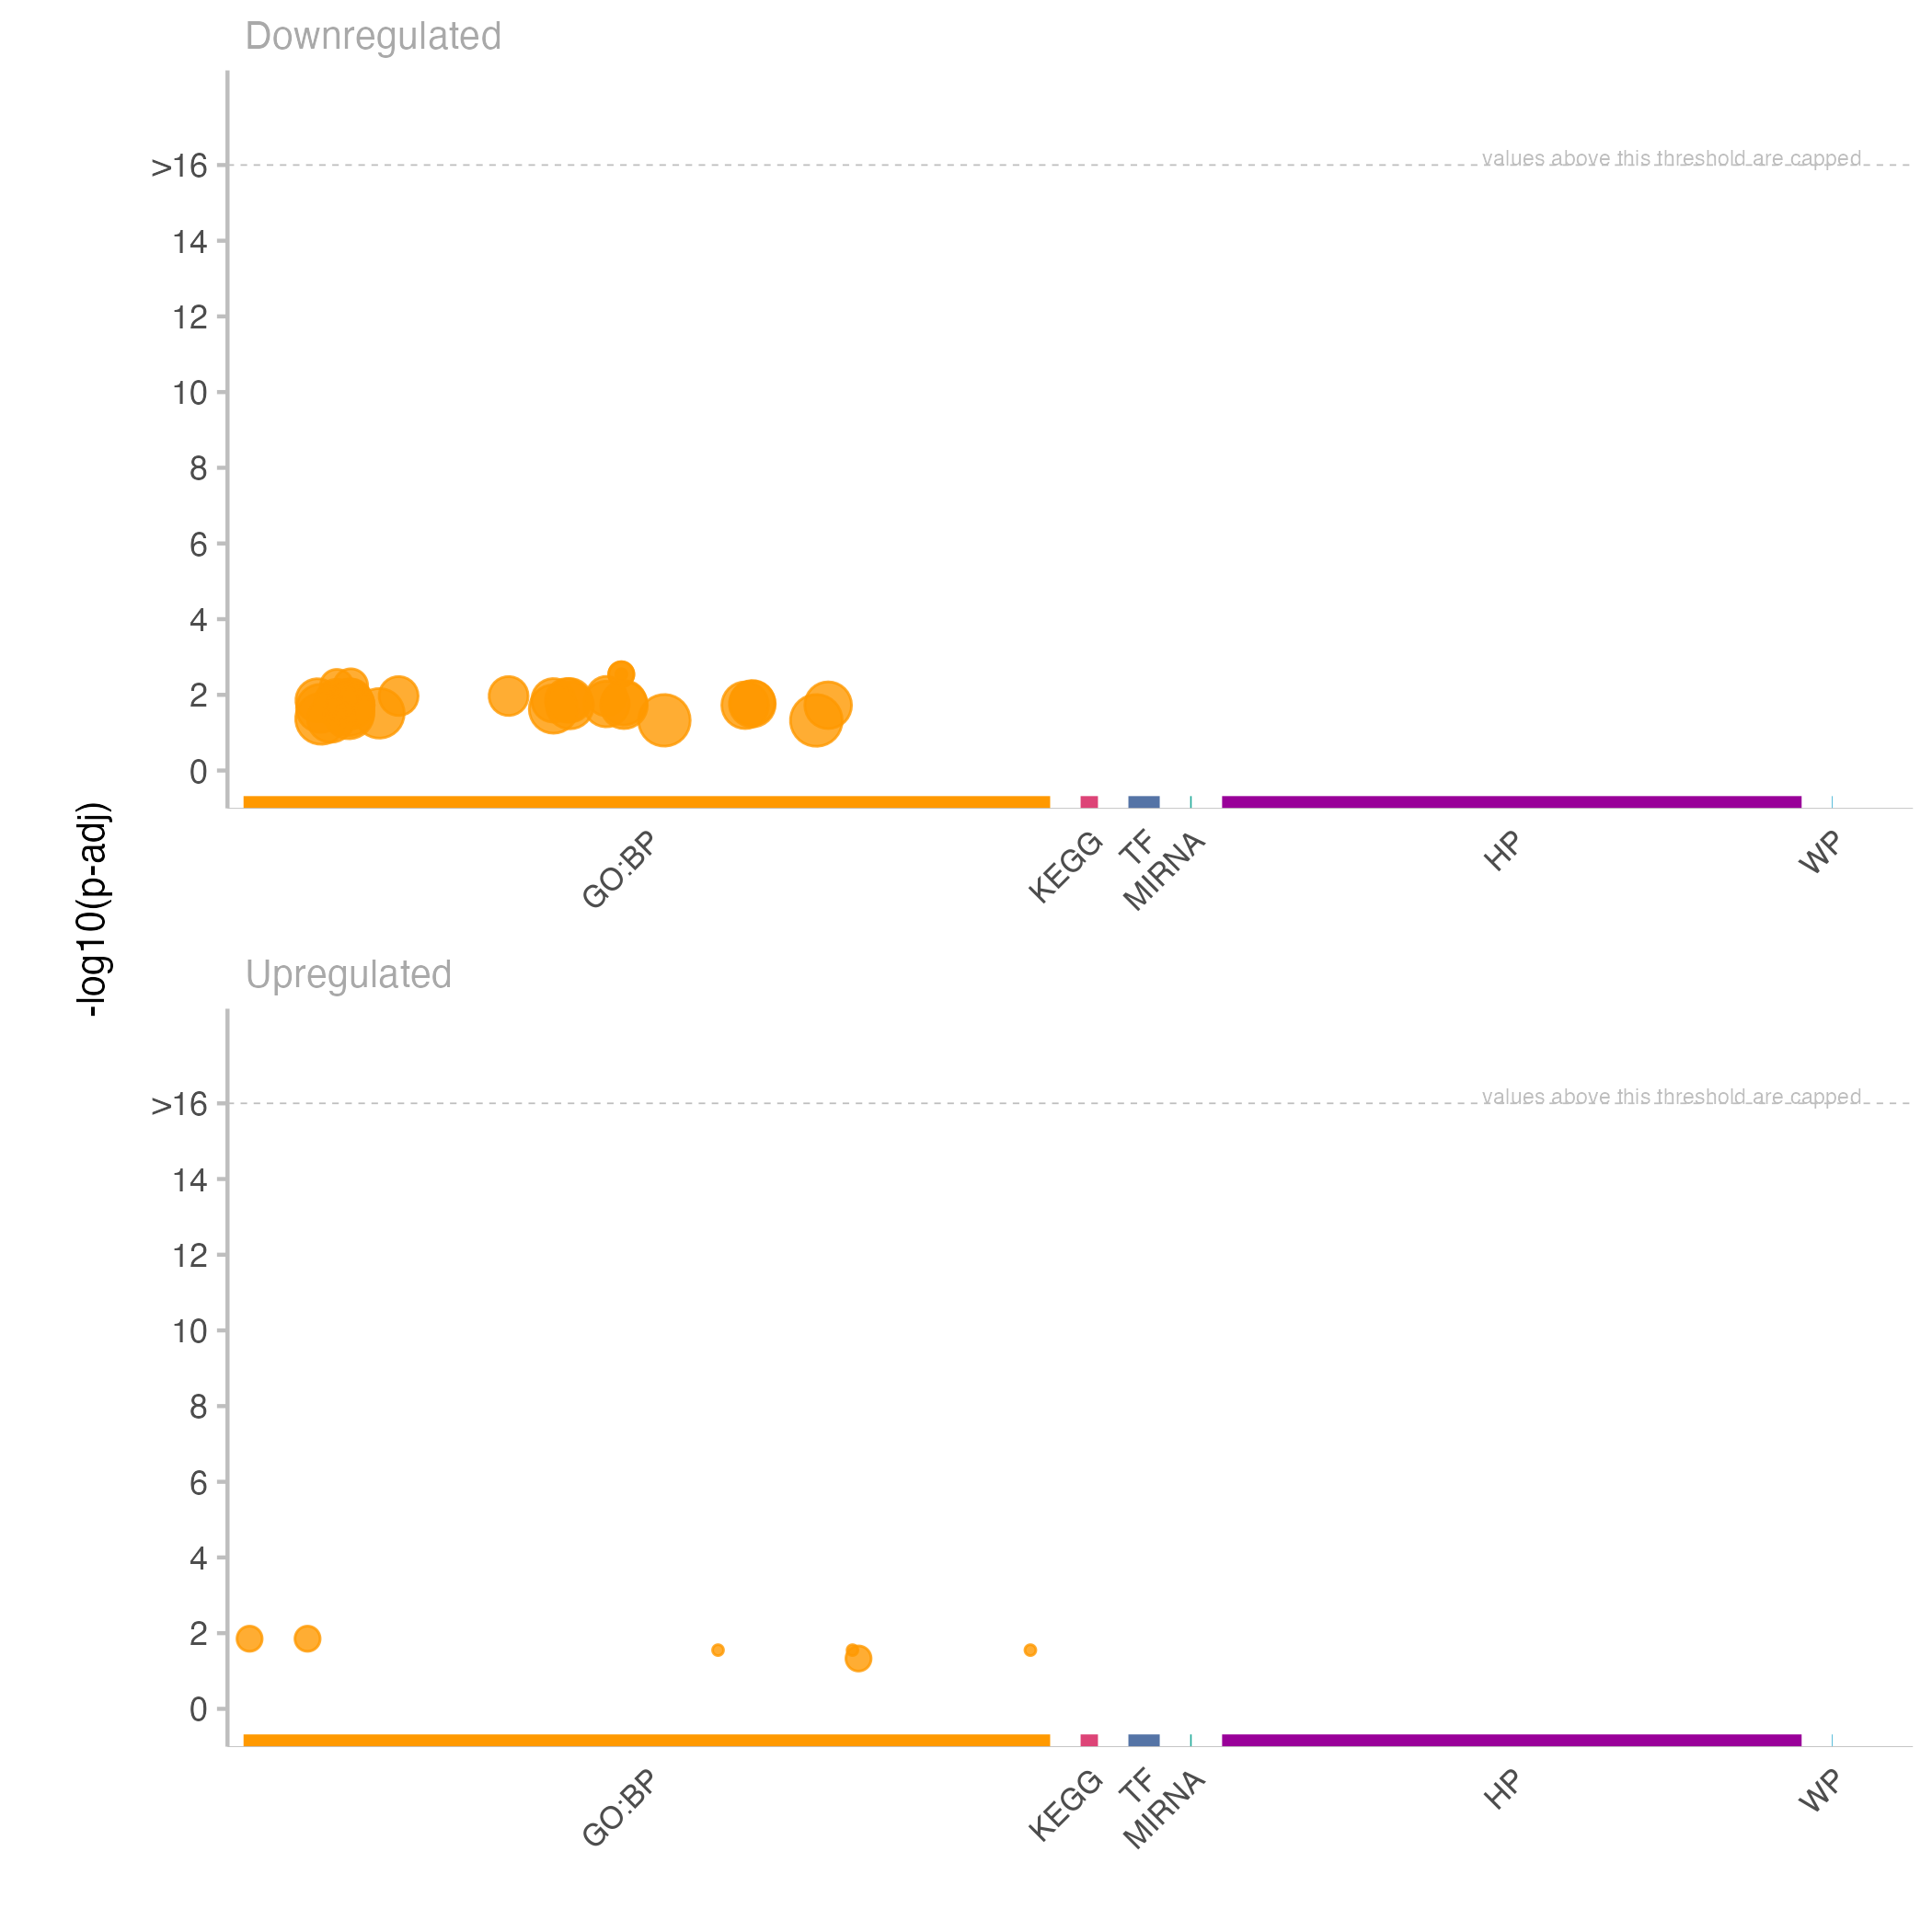 Downregulated
>16
values above this threshold are capped
14
12
10
8
6
4
2
0
GO:BP
KEGG
TF
MIRNA
HP
WP
-log10(p-adj)
Upregulated
>16
values above this threshold are capped
14
12
10
8
6
4
2
0
GO:BP
KEGG
TF
MIRNA
HP
WP